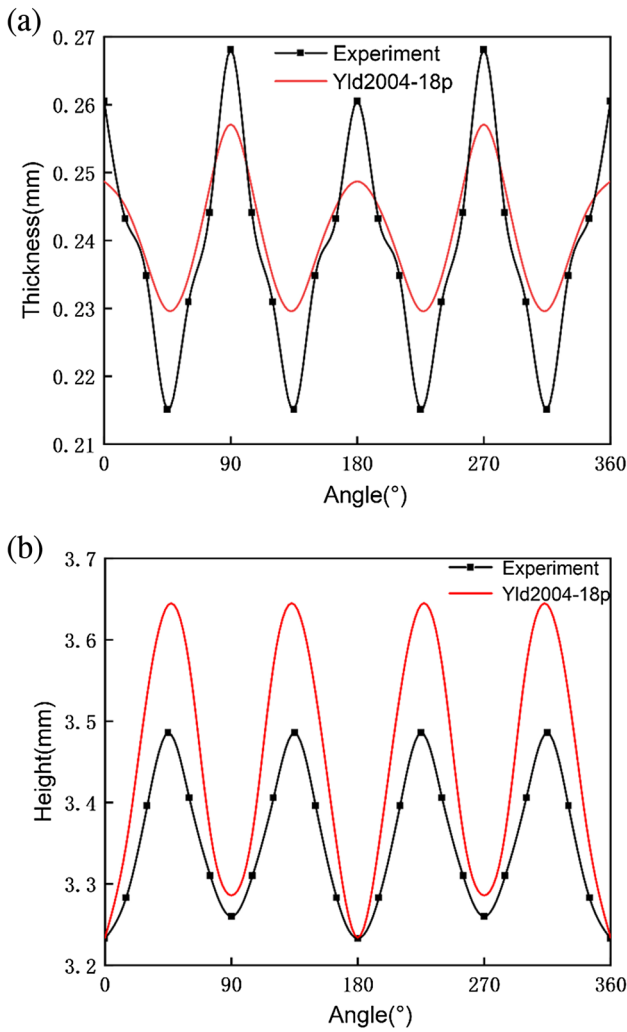 (a)
0.27
0.26
0.25
0.24
0.23
0.22
0.21
Thickness(mm)
Experiment
Yld2004-18p
0
90
180
270
360
Angle(°)
(b)
3.7
3.6
3.5
3.4
3.3
3.2
Height(mm)
Experiment
Yld2004-18p
0
90
180
270
360
Angle(°)